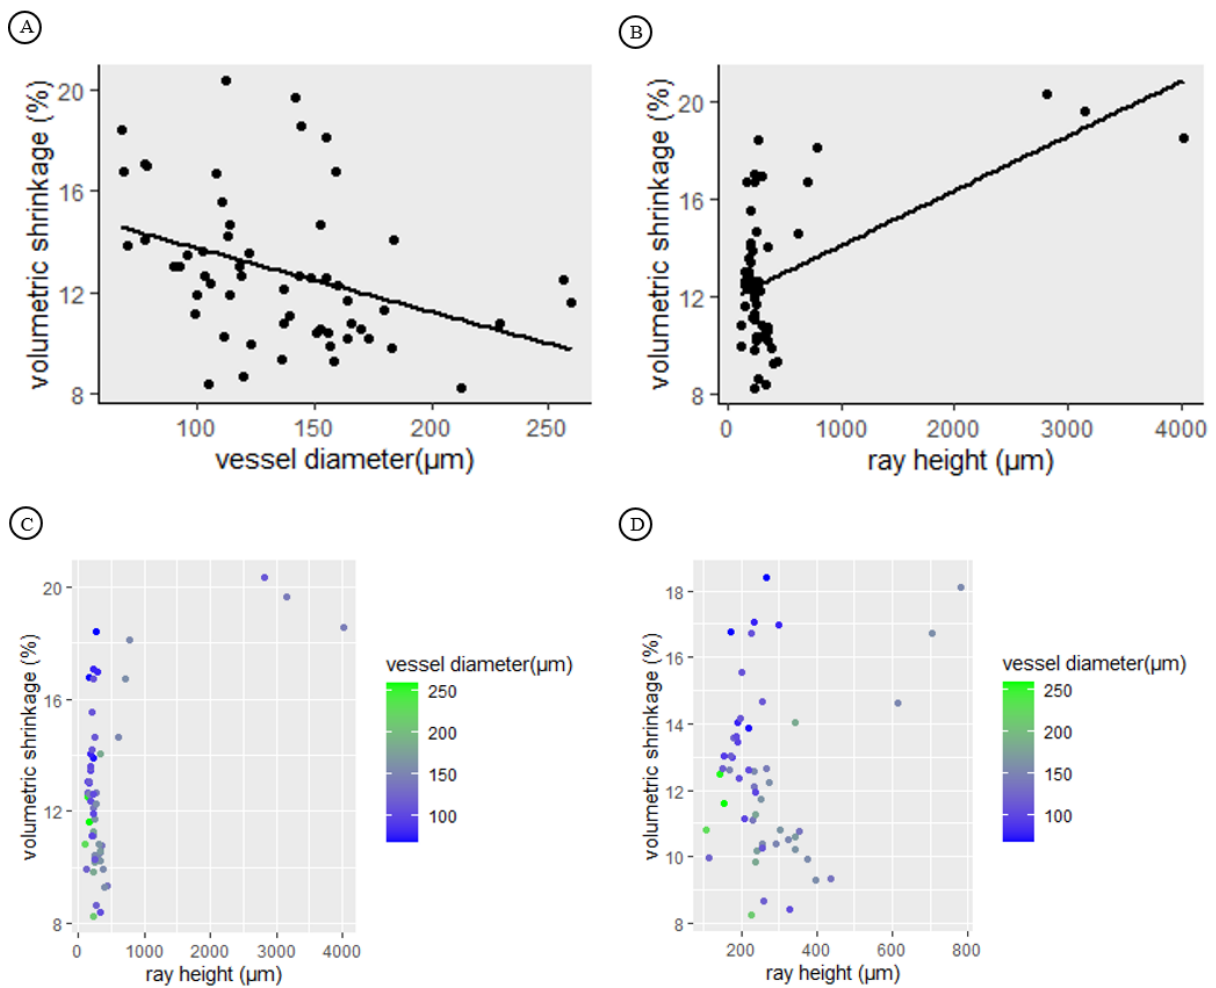 A
volumetric shrinkage (%)
20
16
12
8
100 150 200 250
vessel diameter(µm)
B
volumetric shrinkage (%)
20
16
12
8
0 1000 2000 3000 4000
ray height (µm)
C
volumetric shrinkage (%)
20
16
12
8
0 1000 2000 3000 4000
ray height (µm)
vessel diameter(µm)
250
200
150
100
D
volumetric shrinkage (%)
18
16
14
12
10
8
200 400 600 800
ray height (µm)
vessel diameter(µm)
250
200
150
100